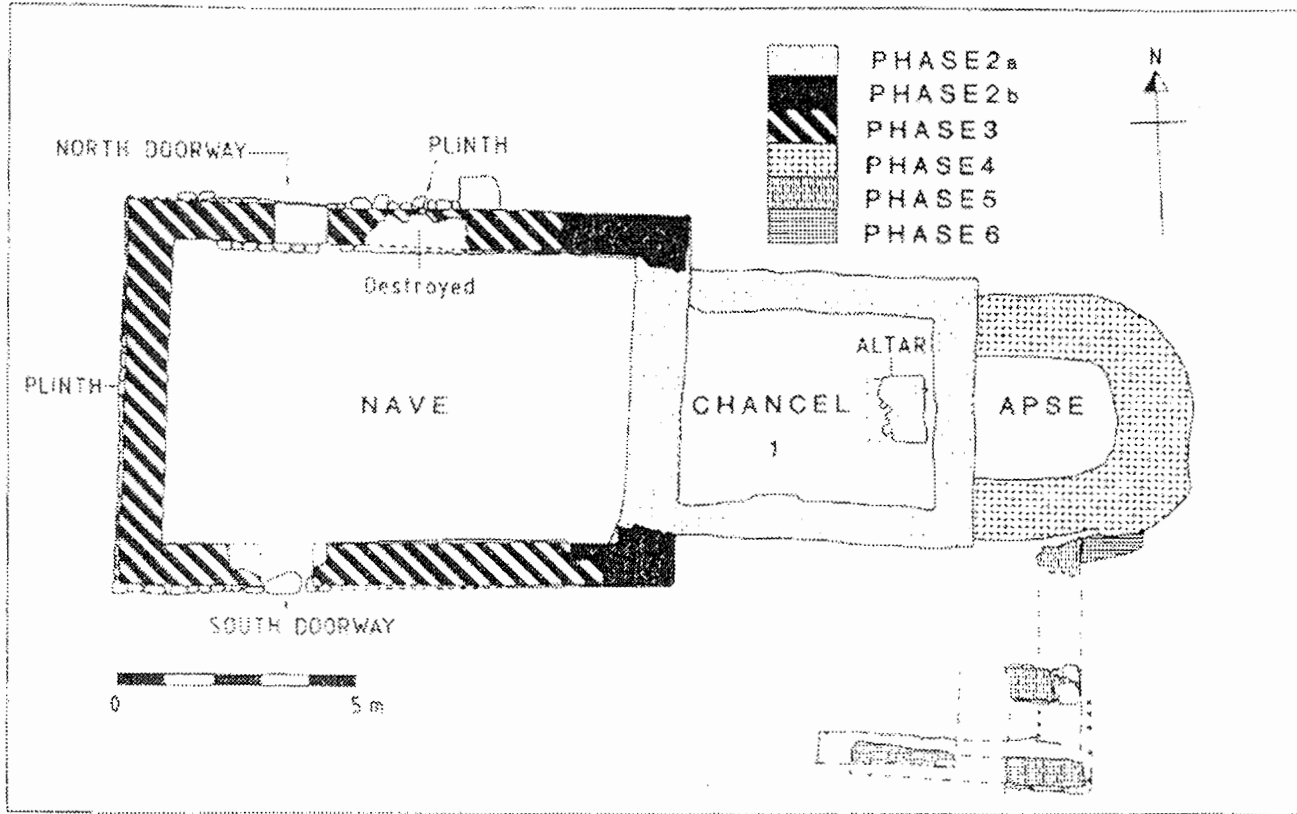 PHASE2a
PHASE2b
PHASE3
PHASE4
PHASE5
PHASE6
N
NORTH DOORWAY
PLINTH
Destroyed
PLINTH
NAVE
CHANCEL
1
ALTAR
APSE
SOUTH DOORWAY
0
5 m